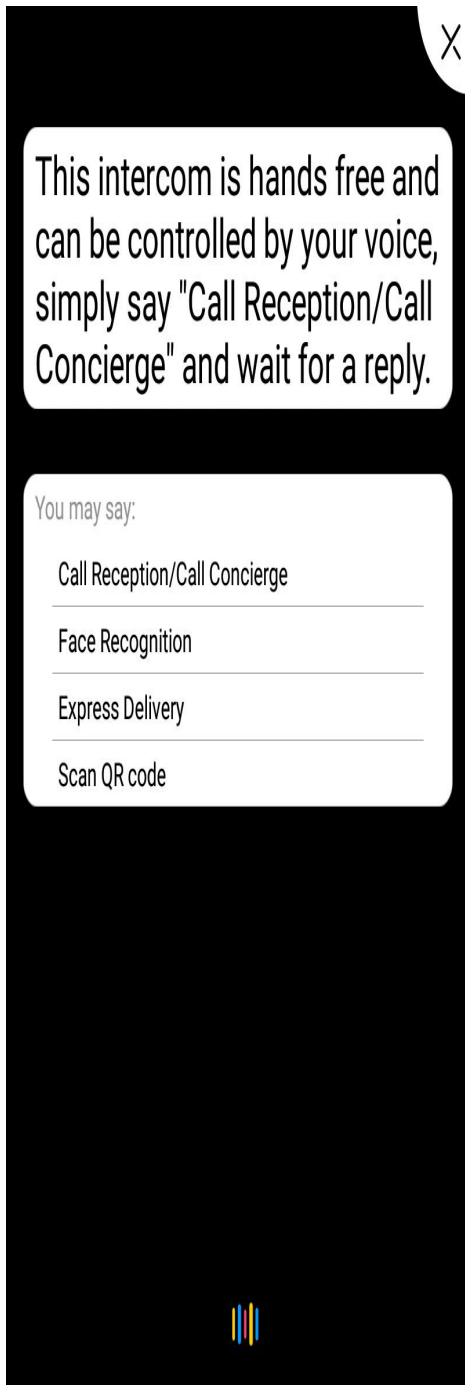 This intercom is hands free and
can be controlled by your voice,
simply say "Call Reception/Call
Concierge" and wait for a reply.
You may say:
Call Reception/Call Concierge
Face Recognition
Express Delivery
Scan QR code